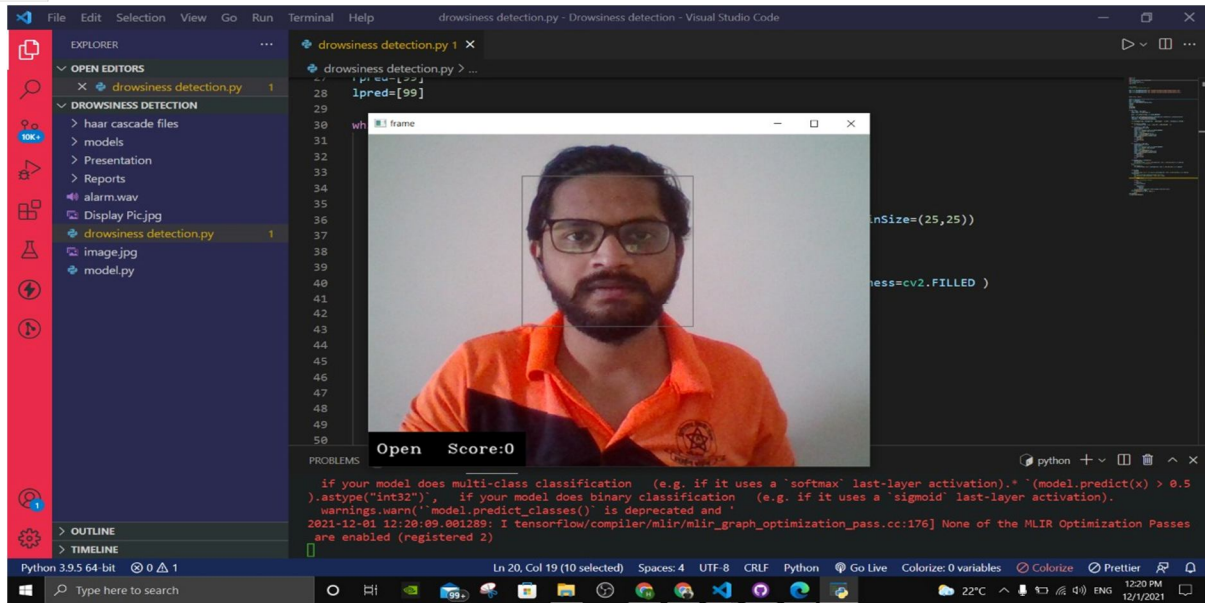 File Edit Selection View Go Run Terminal Help
drowsiness detection.py - Drowsiness detection - Visual Studio Code
EXPLORER
OPEN EDITORS
drowsiness detection.py 1
DROWSINESS DETECTION
haar cascade files
models
Presentation
Reports
alarm.wav
Display Pic.jpg
drowsiness detection.py 1
image.jpg
model.py
OUTLINE
TIMELINE
10K+
1
drowsiness detection.py 1
drowsiness detection.py > ...
28 lpred=[99]
29
30 wh
31
32
33
34
35
36 inSize=(25,25))
37
38
39
40 ness=cv2.FILLED )
41
42
43
44
45
46
47
48
49
50
frame
Open Score:0
PROBLEMS
python
if your model does multi-class classification (e.g. if it uses a `softmax` last-layer activation).* `(model.predict(x) > 0.5
).astype("int32")`, if your model does binary classification (e.g. if it uses a `sigmoid` last-layer activation).
warnings.warn('`model.predict_classes()` is deprecated and '
2021-12-01 12:20:09.001289: I tensorflow/compiler/mlir/mlir_graph_optimization_pass.cc:176] None of the MLIR Optimization Passes
are enabled (registered 2)
Python 3.9.5 64-bit 0 1 Ln 20, Col 19 (10 selected) Spaces: 4 UTF-8 CRLF Python Go Live Colorize: 0 variables Colorize Prettier
Type here to search 99+ 22°C ENG 12:20 PM
12/1/2021